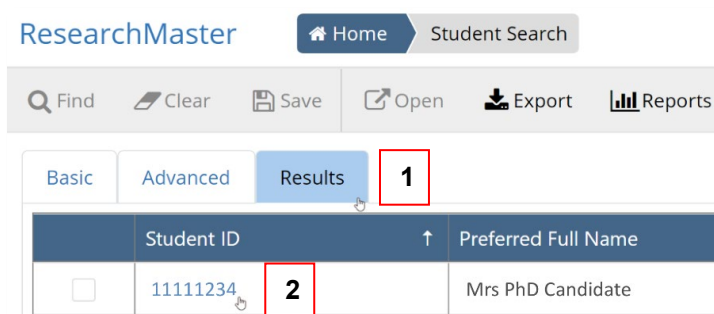 ResearchMaster Home Student Search
Find Clear Save Open Export Reports
Basic Advanced Results 1
Student ID ↑ Preferred Full Name
11111234 2 Mrs PhD Candidate